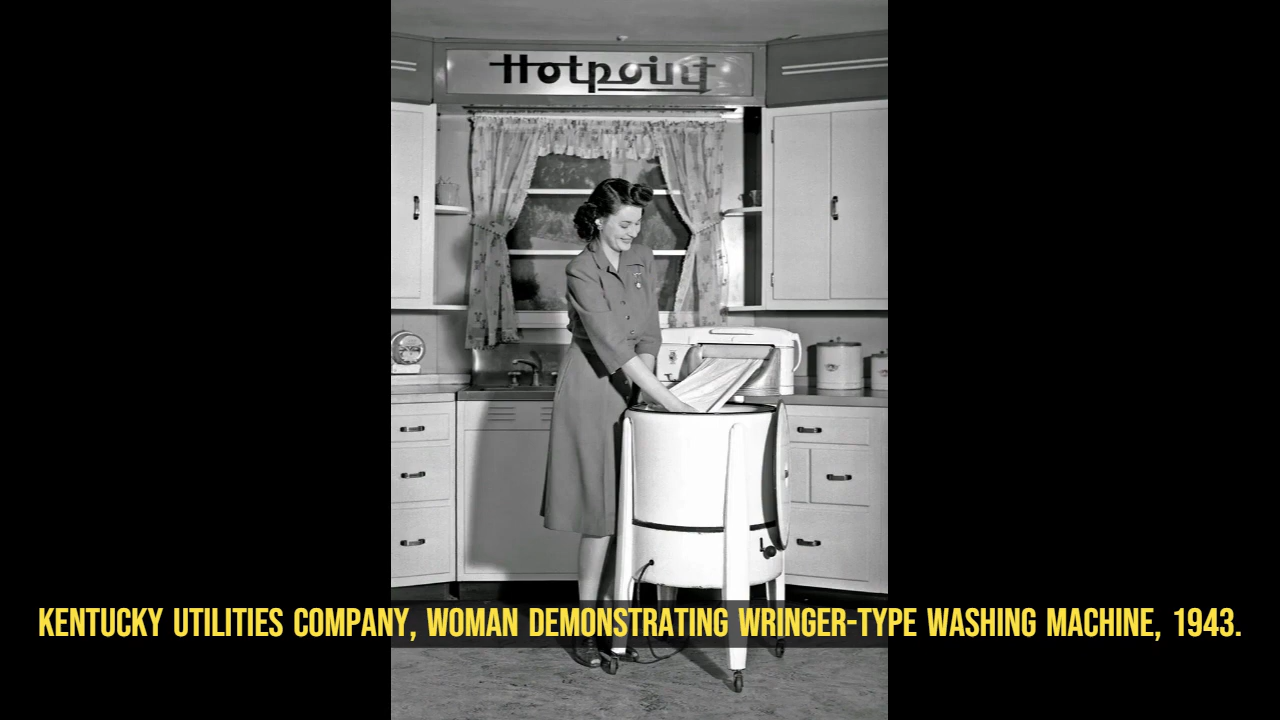 Hotpoint
KENTUCKY UTILITIES COMPANY, WOMAN DEMONSTRATING WRINGER-TYPE WASHING MACHINE, 1943.